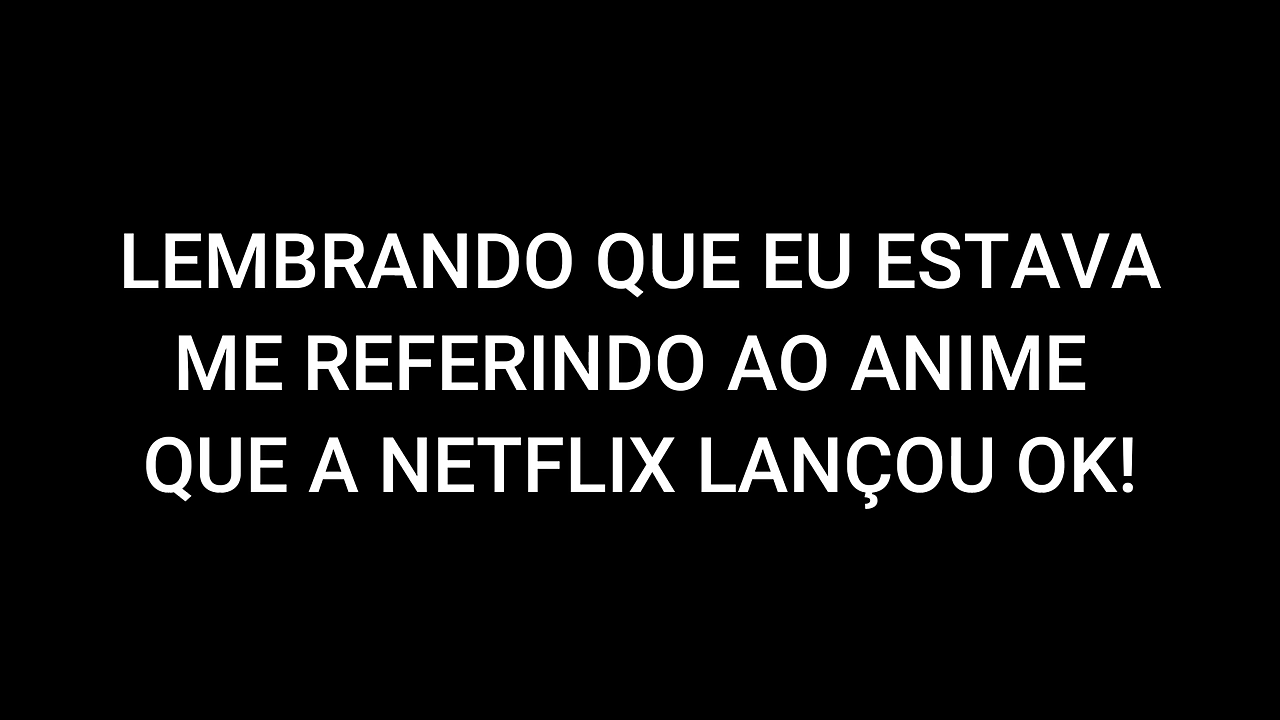 LEMBRANDO QUE EU ESTAVA
ME REFERINDO AO ANIME
QUE A NETFLIX LANÇOU OK!